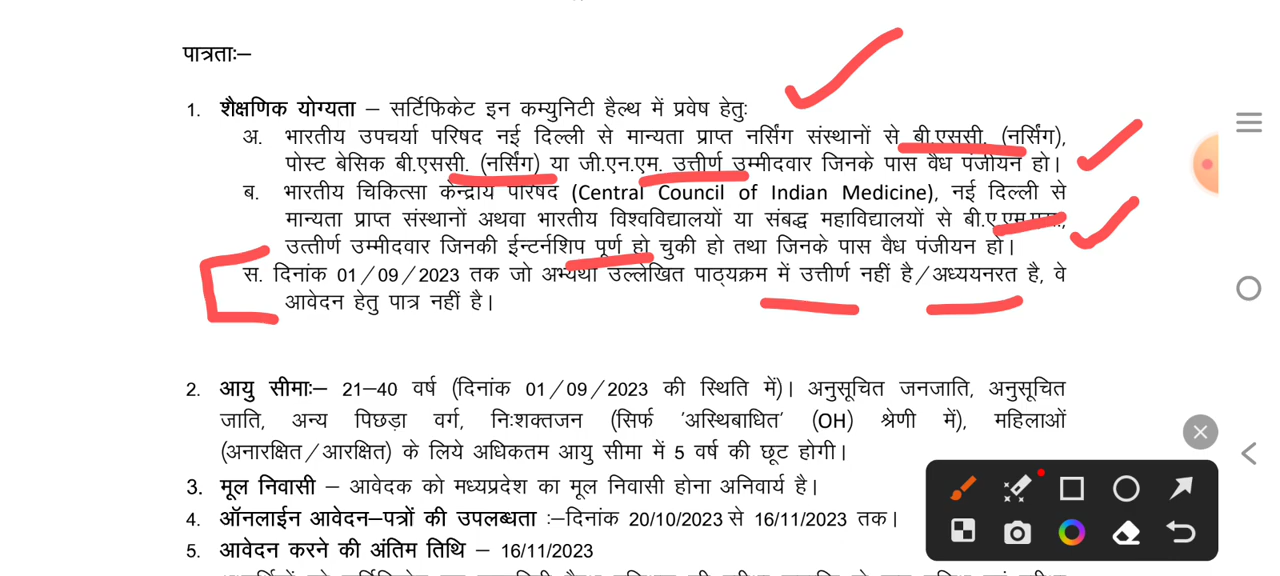 पात्रताः–
1. शैक्षणिक योग्यता – सर्टिफिकेट इन कम्युनिटी हैल्थ में प्रवेष हेतुः
अ. भारतीय उपचर्या परिषद नई दिल्ली से मान्यता प्राप्त नर्सिंग संस्थानों से बी.एससी. (नर्सिंग),
पोस्ट बेसिक बी.एससी. (नर्सिंग) या जी.एन.एम. उत्तीर्ण उम्मीदवार जिनके पास वैध पंजीयन हो।
ब. भारतीय चिकित्सा केन्द्रीय परिषद (Central Council of Indian Medicine), नई दिल्ली से
मान्यता प्राप्त संस्थानों अथवा भारतीय विश्वविद्यालयों या संबद्ध महाविद्यालयों से बी.ए.एम.एस.,
उत्तीर्ण उम्मीदवार जिनकी ईन्टर्नशिप पूर्ण हो चुकी हो तथा जिनके पास वैध पंजीयन हो।
स. दिनांक 01/09/2023 तक जो अभ्यर्थी उल्लेखित पाठ्यक्रम में उत्तीर्ण नहीं है/अध्ययनरत है, वे
आवेदन हेतु पात्र नहीं है।
2. आयु सीमाः– 21–40 वर्ष (दिनांक 01/09/2023 की स्थिति में)। अनुसूचित जनजाति, अनुसूचित
जाति, अन्य पिछड़ा वर्ग, निःशक्तजन (सिर्फ 'अस्थिबाधित' (OH) श्रेणी में), महिलाओं
(अनारक्षित/आरक्षित) के लिये अधिकतम आयु सीमा में 5 वर्ष की छूट होगी।
3. मूल निवासी – आवेदक को मध्यप्रदेश का मूल निवासी होना अनिवार्य है।
4. ऑनलाईन आवेदन–पत्रों की उपलब्धता :–दिनांक 20/10/2023 से 16/11/2023 तक।
5. आवेदन करने की अंतिम तिथि – 16/11/2023